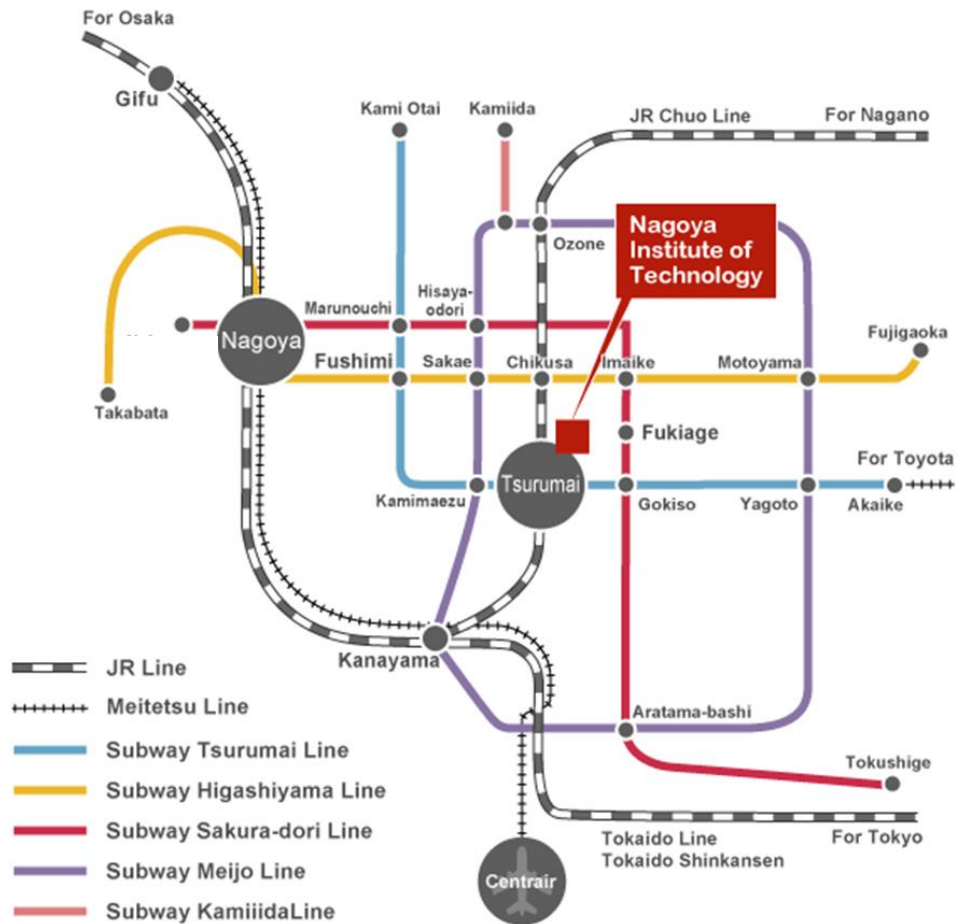 For Osaka
Gifu
Kami Otai
Kamiida
JR Chuo Line
For Nagano
Nagoya
Institute of
Technology
Ozone
Hisaya-
odori
Marunouchi
Nagoya
Fushimi
Sakae
Chikusa
Imaike
Motoyama
Fujigaoka
Takabata
Fukiage
For Toyota
Kamimaezu
Tsurumai
Gokiso
Yagoto
Akaike
Kanayama
JR Line
Meitetsu Line
Subway Tsurumai Line
Subway Higashiyama Line
Subway Sakura-dori Line
Subway Meijo Line
Subway KamiiidaLine
Aratama-bashi
Tokushige
Tokaido Line
Tokaido Shinkansen
For Tokyo
Centrair